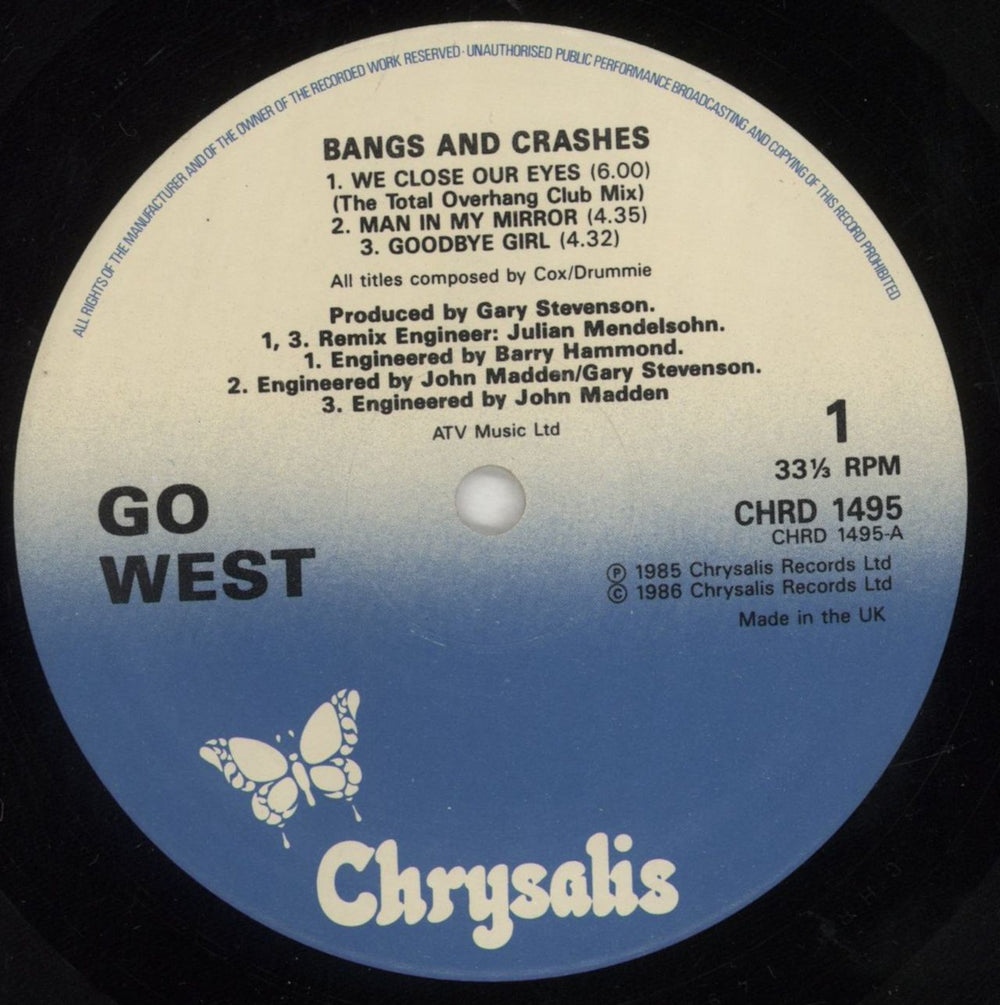 ALL RIGHTS OF THE MANUFACTURER AND OF THE OWNER OF THE RECORDED WORK RESERVED · UNAUTHORISED PUBLIC PERFORMANCE BROADCASTING AND COPYING OF THIS RECORD PROHIBITED
BANGS AND CRASHES
1. WE CLOSE OUR EYES (6.00)
(The Total Overhang Club Mix)
2. MAN IN MY MIRROR (4.35)
3. GOODBYE GIRL (4.32)
All titles composed by Cox/Drummie
Produced by Gary Stevenson.
1, 3. Remix Engineer: Julian Mendelsohn.
1. Engineered by Barry Hammond.
2. Engineered by John Madden/Gary Stevenson.
3. Engineered by John Madden
ATV Music Ltd
GO
WEST
1
33⅓ RPM
CHRD 1495
CHRD 1495-A
Ⓟ 1985 Chrysalis Records Ltd
© 1986 Chrysalis Records Ltd
Made in the UK
Chrysalis